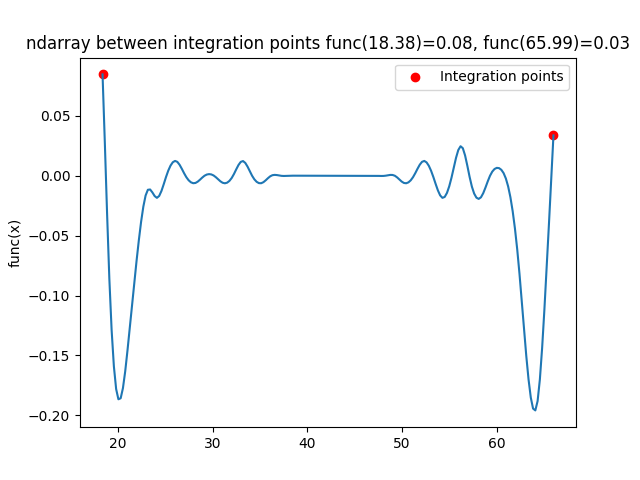 ndarray between integration points func(18.38)=0.08, func(65.99)=0.03
Integration points
func(x)
0.05
0.00
−0.05
−0.10
−0.15
−0.20
20 30 40 50 60